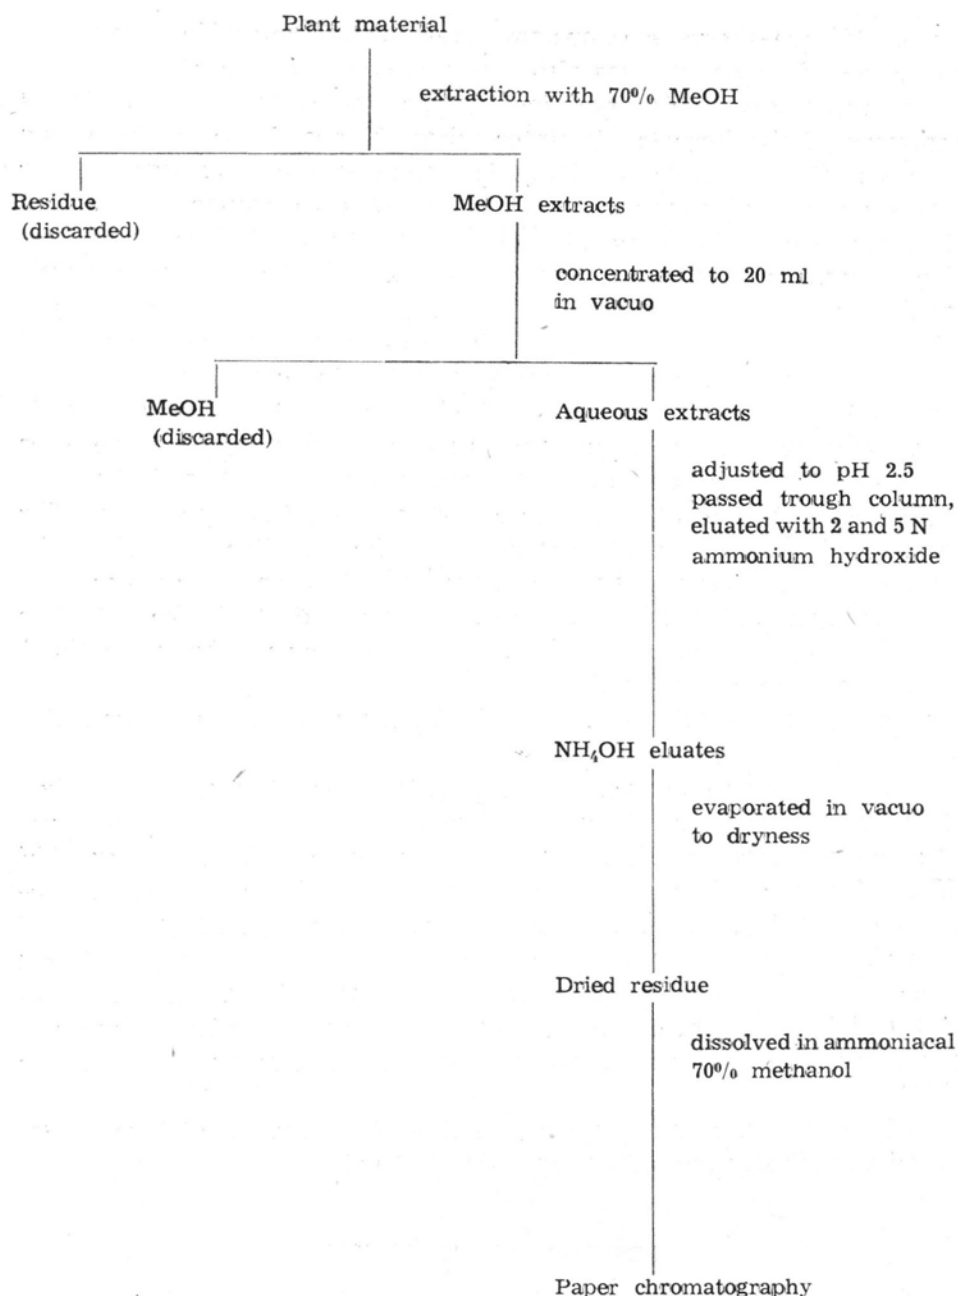 Plant material
extraction with 70% MeOH
Residue
(discarded)
MeOH extracts
concentrated to 20 ml
in vacuo
MeOH
(discarded)
Aqueous extracts
adjusted to pH 2.5
passed trough column,
eluated with 2 and 5 N
ammonium hydroxide
NH₄OH eluates
evaporated in vacuo
to dryness
Dried residue
dissolved in ammoniacal
70% methanol
Paper chromatography